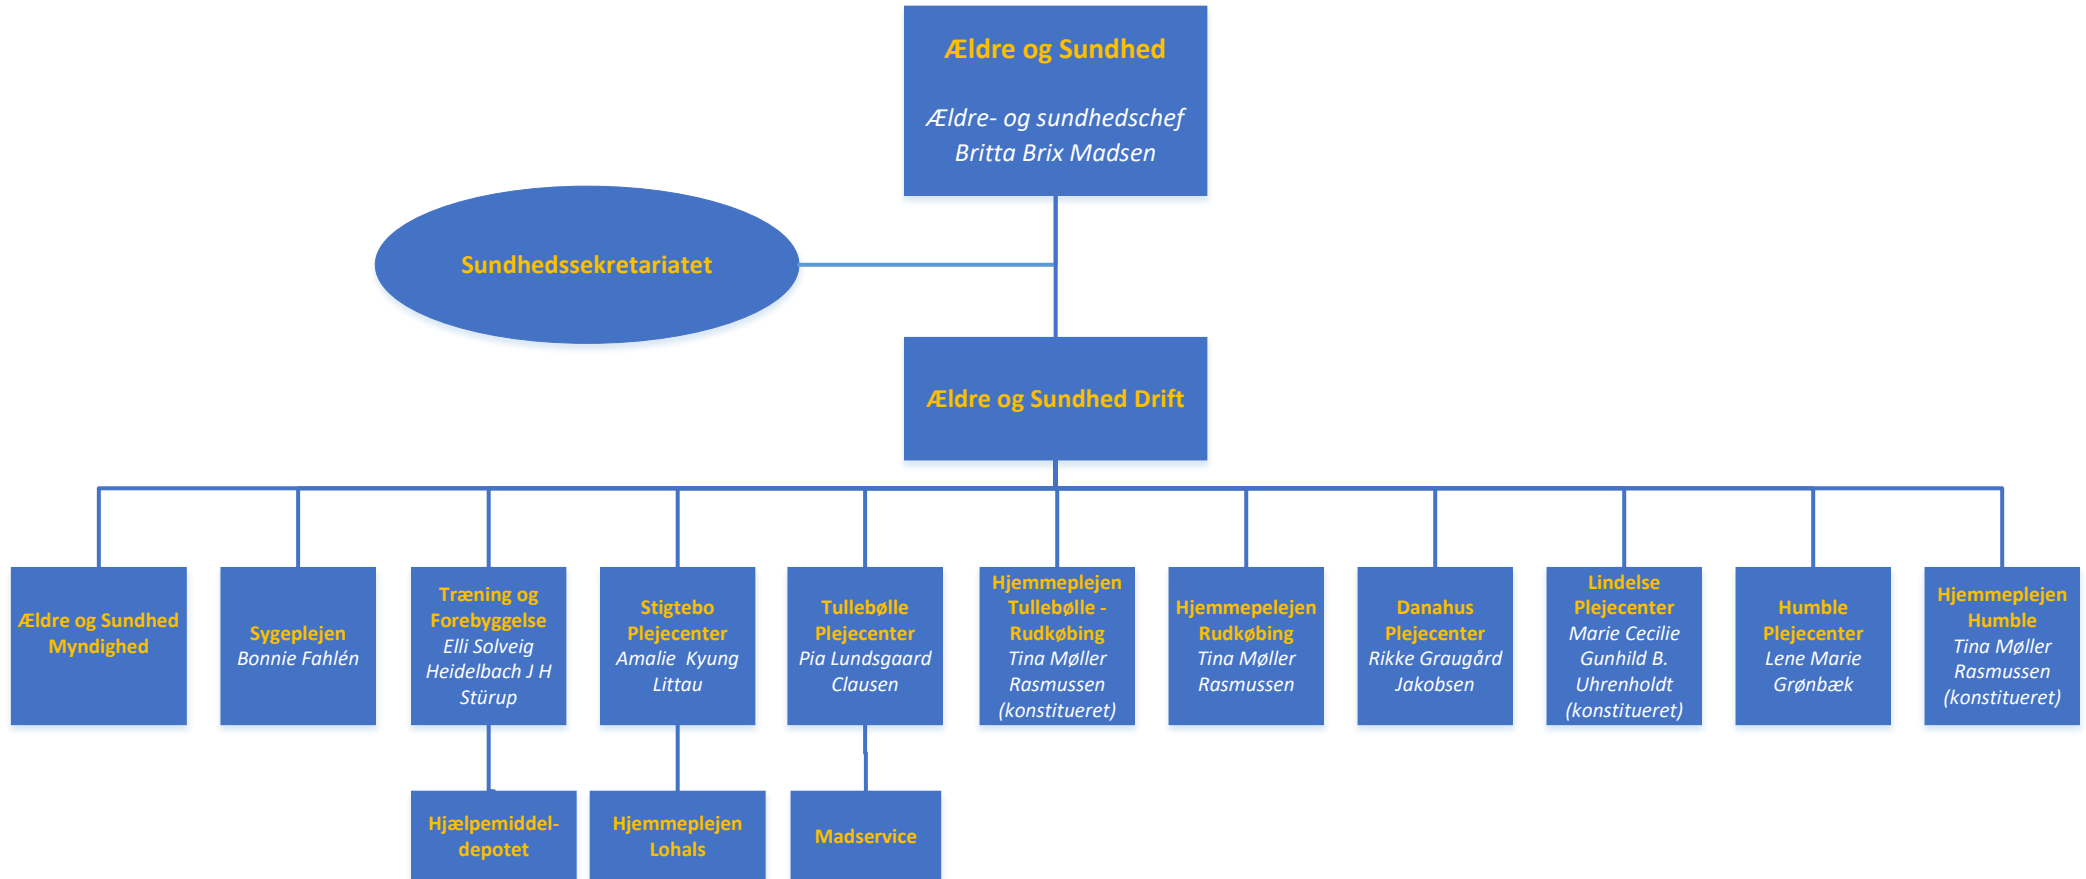 Ældre og Sundhed
Ældre- og sundhedschef
Britta Brix Madsen
Sundhedssekretariatet
Ældre og Sundhed Drift
Ældre og Sundhed
Myndighed
Sygeplejen
Bonnie Fahlén
Træning og
Forebyggelse
Elli Solveig
Heidelbach J H
Stürup
Stigtebo
Plejecenter
Amalie Kyung
Littau
Tullebølle
Plejecenter
Pia Lundsgaard
Clausen
Hjemmeplejen
Tullebølle -
Rudkøbing
Tina Møller
Rasmussen
(konstitueret)
Hjemmepelejen
Rudkøbing
Tina Møller
Rasmussen
Danahus
Plejecenter
Rikke Graugård
Jakobsen
Lindelse
Plejecenter
Marie Cecilie
Gunhild B.
Uhrenholdt
(konstitueret)
Humble
Plejecenter
Lene Marie
Grønbæk
Hjemmeplejen
Humble
Tina Møller
Rasmussen
(konstitueret)
Hjælpemiddel-
depotet
Hjemmeplejen
Lohals
Madservice